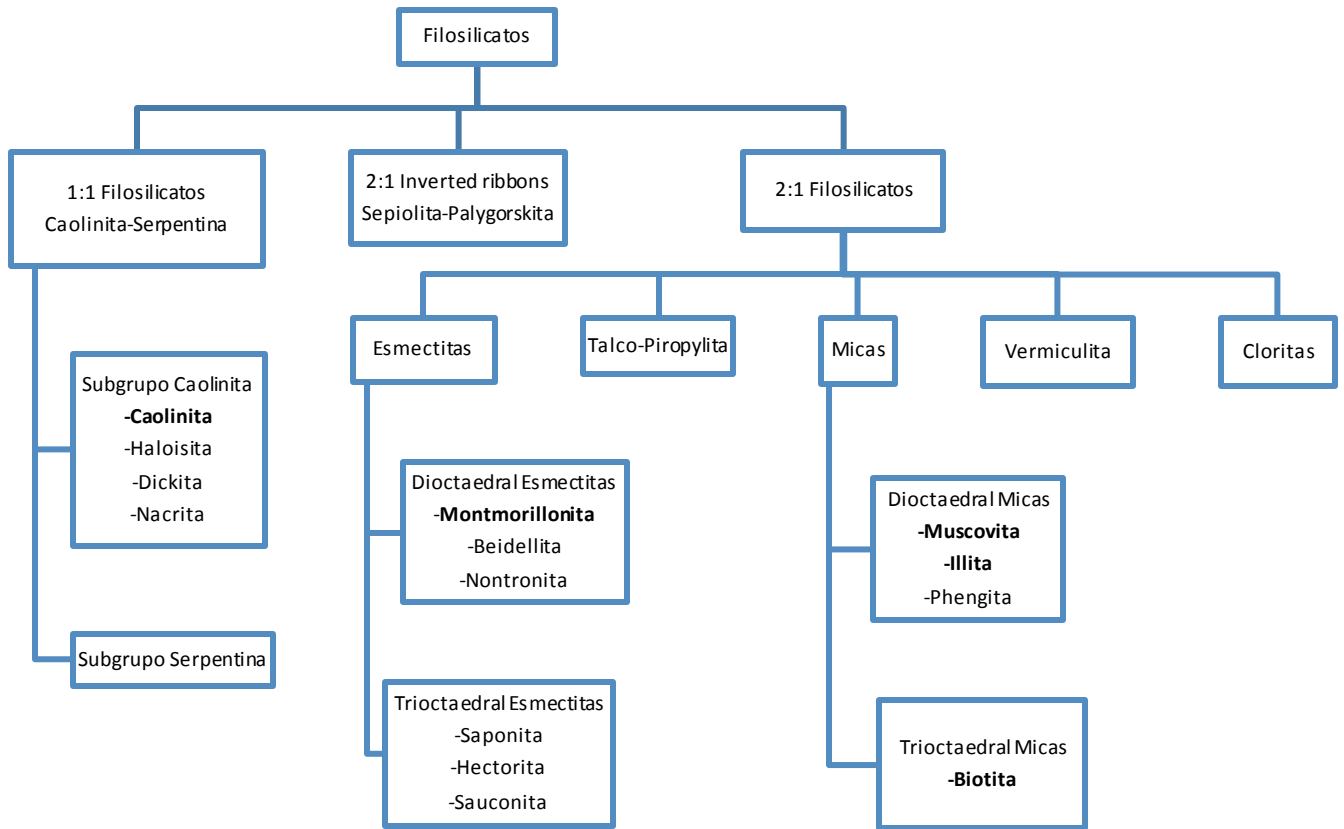 Filosilicatos
1:1 Filosilicatos
Caolinita-Serpentina
2:1 Inverted ribbons
Sepiolita-Palygorskita
2:1 Filosilicatos
Esmectitas
Talco-Piropylita
Micas
Vermiculita
Cloritas
Subgrupo Caolinita
-Caolinita
-Haloisita
-Dickita
-Nacrita
Subgrupo Serpentina
Dioctaedral Esmectitas
-Montmorillonita
-Beidellita
-Nontronita
Trioctaedral Esmectitas
-Saponita
-Hectorita
-Sauconita
Dioctaedral Micas
-Muscovita
-Illita
-Phengita
Trioctaedral Micas
-Biotita